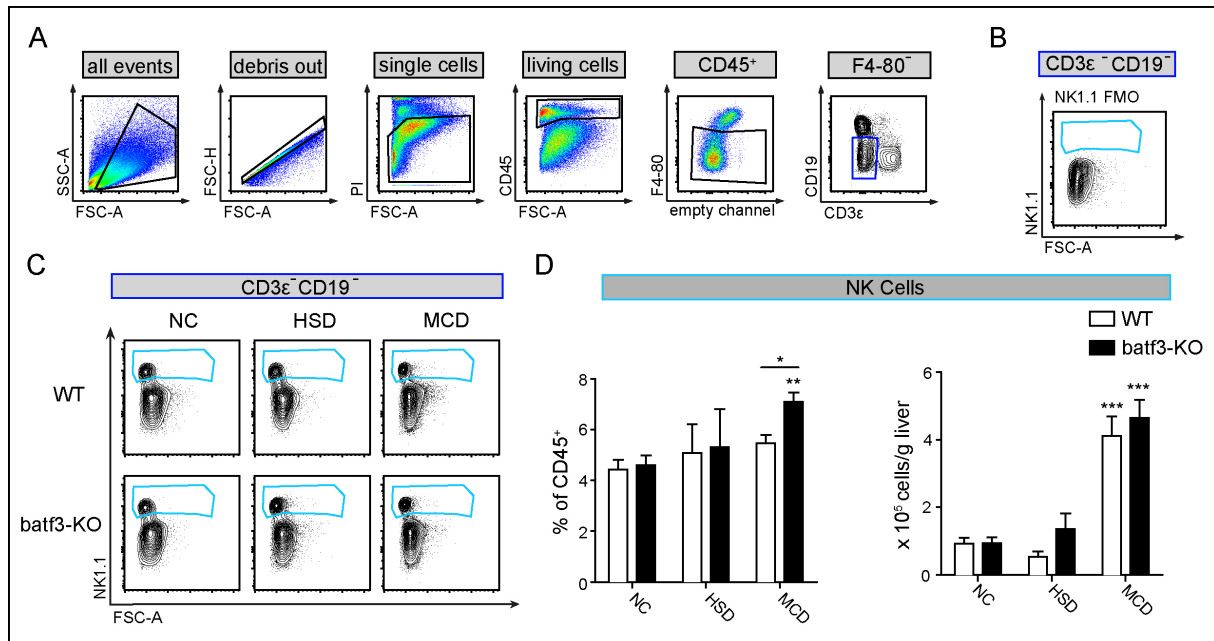 A
all events
debris out
single cells
living cells
CD45⁺
F4-80⁻
SSC-A
FSC-A
FSC-H
FSC-A
PI
FSC-A
CD45
FSC-A
F4-80
empty channel
CD19
CD3ε
B
CD3ε⁻CD19⁻
NK1.1 FMO
NK1.1
FSC-A
C
CD3ε⁻CD19⁻
NC HSD MCD
WT
batf3-KO
NK1.1
FSC-A
D
NK Cells
WT
batf3-KO
% of CD45⁺
8
6
4
2
0
*
**
NC HSD MCD
x 10⁵ cells/g liver
6
4
2
1
0
*** ***
NC HSD MCD